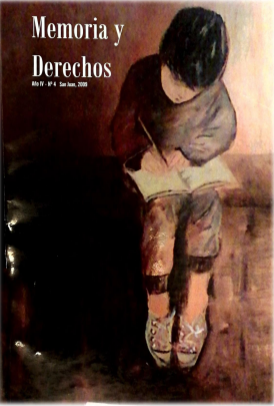 Memoria y
Derechos
Año IV - Nº 4 San Juan, 2009